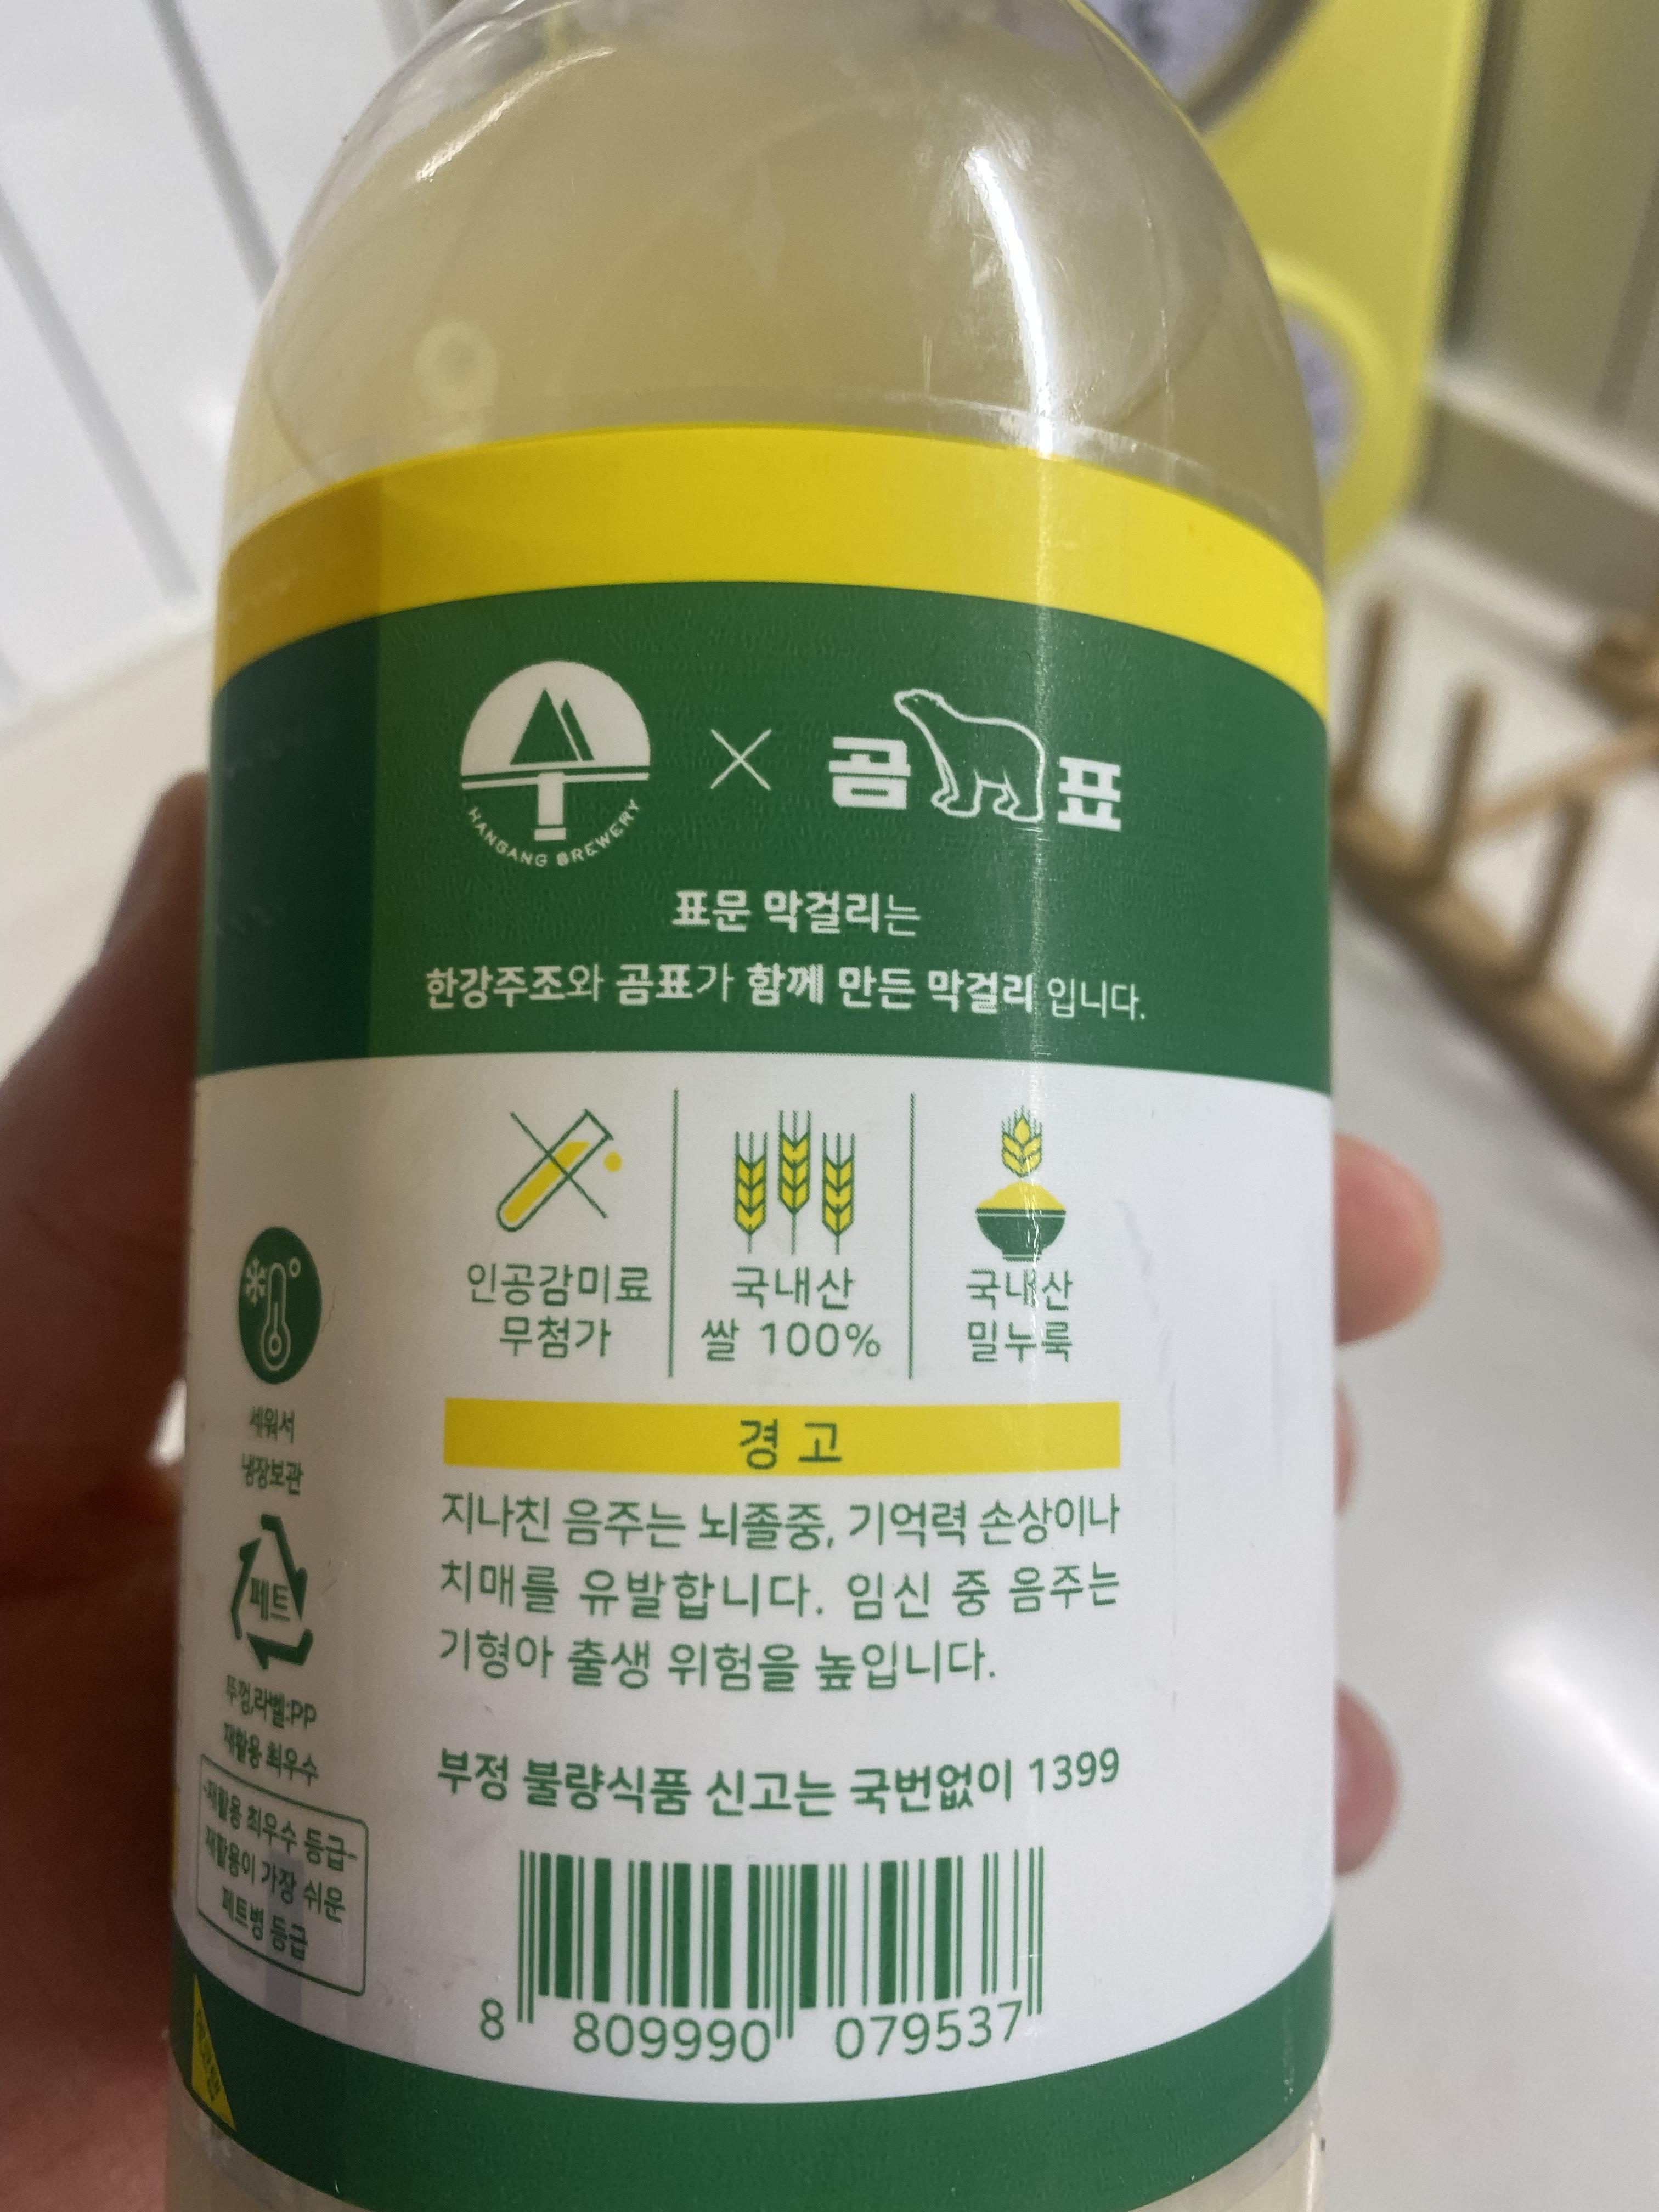 HANGANG BREWERY
곰표
표문 막걸리는
한강주조와 곰표가 함께 만든 막걸리 입니다.
인공감미료
무첨가
국내산
쌀 100%
국내산
밀누룩
경고
지나친 음주는 뇌졸중, 기억력 손상이나
치매를 유발합니다. 임신 중 음주는
기형아 출생 위험을 높입니다.
부정 불량식품 신고는 국번없이 1399
8 809990 079537
세워서
냉장보관
페트
뚜껑,라벨:PP
재활용 최우수
-재활용 최우수 등급-
재활용이 가장 쉬운
페트병 등급